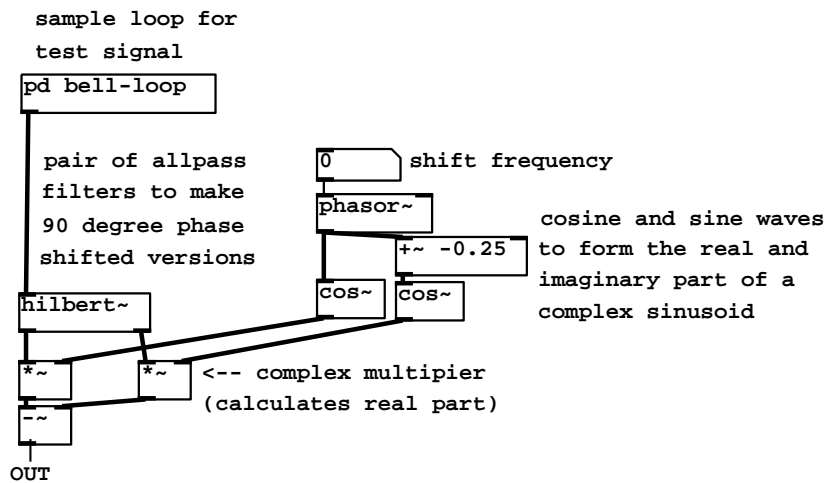 sample loop for
test signal
pd bell-loop
pair of allpass
filters to make
90 degree phase
shifted versions
0
shift frequency
phasor~
+~ -0.25
cosine and sine waves
to form the real and
imaginary part of a
complex sinusoid
cos~
cos~
hilbert~
*~
*~
<-- complex multipier
(calculates real part)
-~
OUT